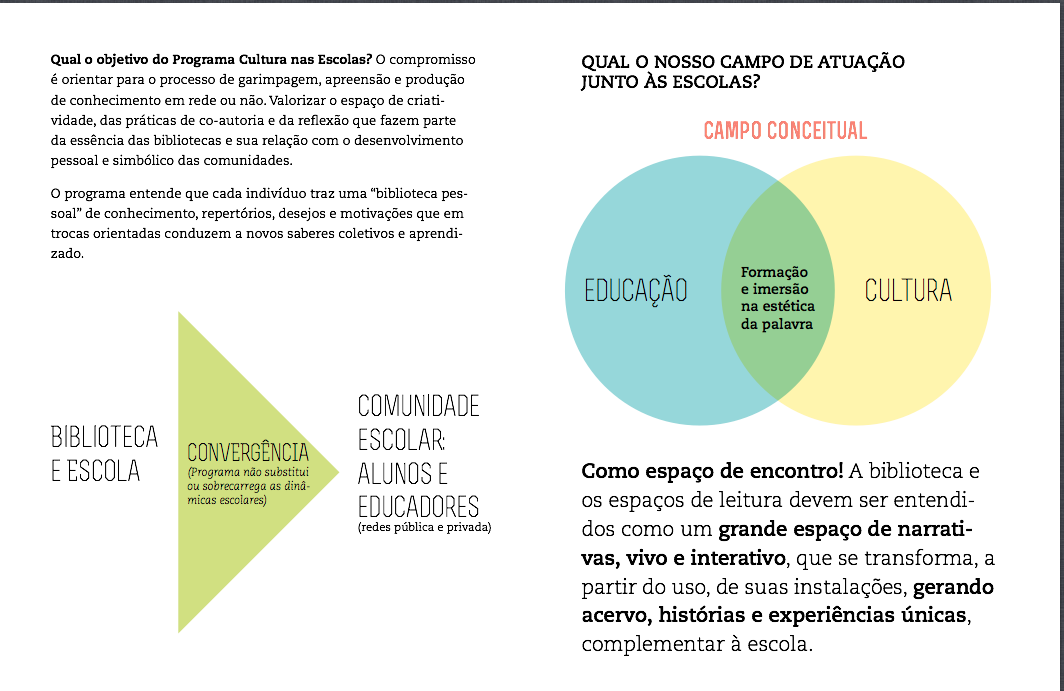 Qual o objetivo do Programa Cultura nas Escolas? O compromisso
é orientar para o processo de garimpagem, apreensão e produção
de conhecimento em rede ou não. Valorizar o espaço de criati-
vidade, das práticas de co-autoria e da reflexão que fazem parte
da essência das bibliotecas e sua relação com o desenvolvimento
pessoal e simbólico das comunidades.
O programa entende que cada indivíduo traz uma “biblioteca pes-
soal” de conhecimento, repertórios, desejos e motivações que em
trocas orientadas conduzem a novos saberes coletivos e aprendi-
zado.
BIBLIOTECA
E ESCOLA
CONVERGÊNCIA
(Programa não substitui
ou sobrecarrega as dinâ-
micas escolares)
COMUNIDADE
ESCOLAR:
ALUNOS E
EDUCADORES
(redes pública e privada)
QUAL O NOSSO CAMPO DE ATUAÇÃO
JUNTO ÀS ESCOLAS?
CAMPO CONCEITUAL
EDUCAÇÃO
Formação
e imersão
na estética
da palavra
CULTURA
Como espaço de encontro! A biblioteca e
os espaços de leitura devem ser entendi-
dos como um grande espaço de narrati-
vas, vivo e interativo, que se transforma, a
partir do uso, de suas instalações, gerando
acervo, histórias e experiências únicas,
complementar à escola.